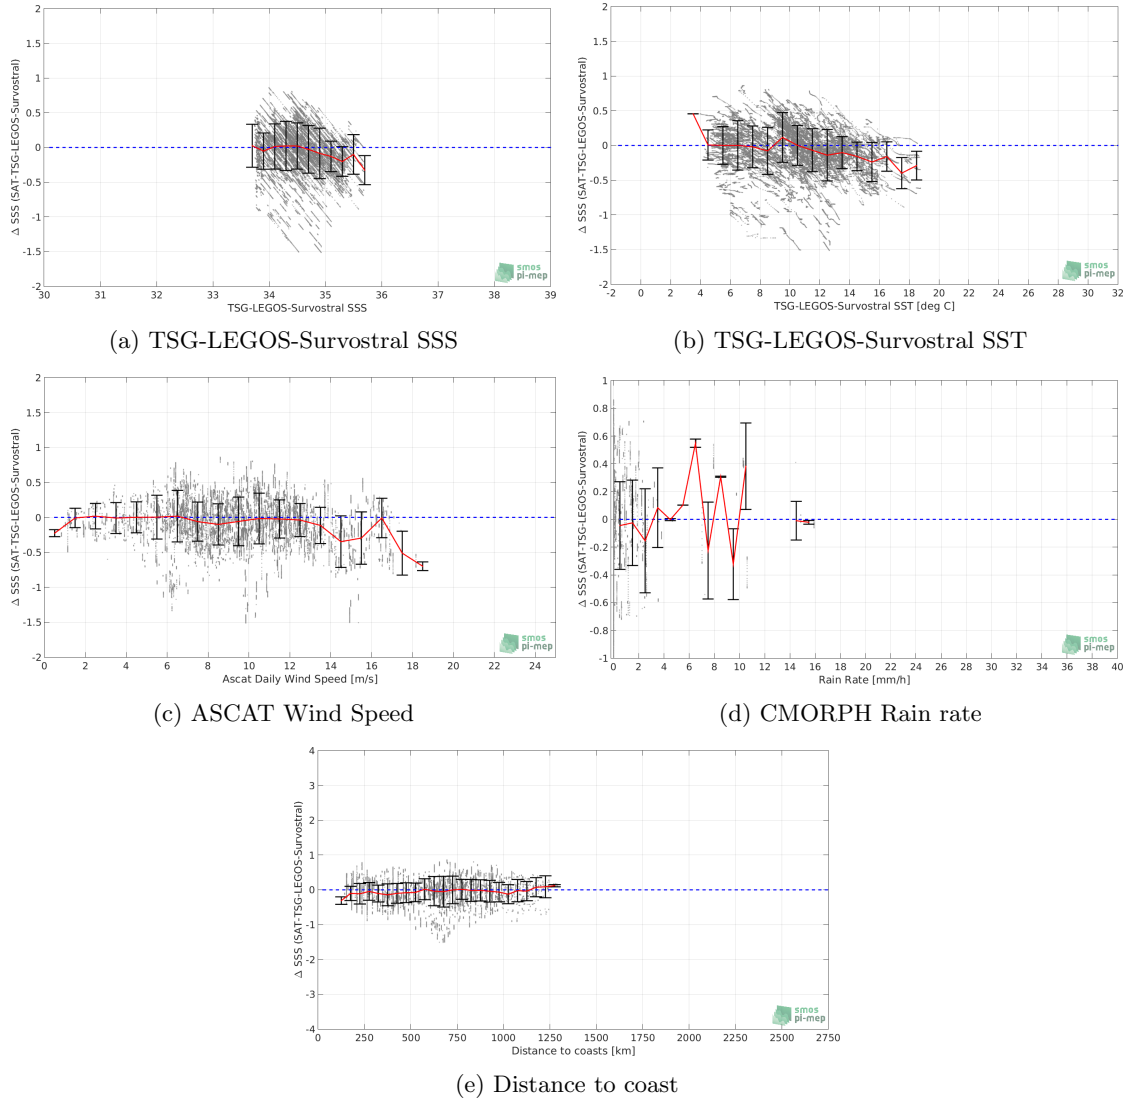 2
1.5
1
0.5
0
-0.5
-1
-1.5
-2
Δ SSS (SAT-TSG-LEGOS-Survostral)
30 31 32 33 34 35 36 37 38 39
TSG-LEGOS-Survostral SSS
smos
pi-mep
(a) TSG-LEGOS-Survostral SSS
2
1.5
1
0.5
0
-0.5
-1
-1.5
-2
Δ SSS (SAT-TSG-LEGOS-Survostral)
-2 0 2 4 6 8 10 12 14 16 18 20 22 24 26 28 30 32
TSG-LEGOS-Survostral SST [deg C]
smos
pi-mep
(b) TSG-LEGOS-Survostral SST
2
1.5
1
0.5
0
-0.5
-1
-1.5
-2
Δ SSS (SAT-TSG-LEGOS-Survostral)
0 2 4 6 8 10 12 14 16 18 20 22 24
Ascat Daily Wind Speed [m/s]
smos
pi-mep
(c) ASCAT Wind Speed
1
0.8
0.6
0.4
0.2
0
-0.2
-0.4
-0.6
-0.8
-1
Δ SSS (SAT-TSG-LEGOS-Survostral)
0 2 4 6 8 10 12 14 16 18 20 22 24 26 28 30 32 34 36 38 40
Rain Rate [mm/h]
smos
pi-mep
(d) CMORPH Rain rate
4
3
2
1
0
-1
-2
-3
-4
Δ SSS (SAT-TSG-LEGOS-Survostral)
0 250 500 750 1000 1250 1500 1750 2000 2250 2500 2750
Distance to coasts [km]
smos
pi-mep
(e) Distance to coast